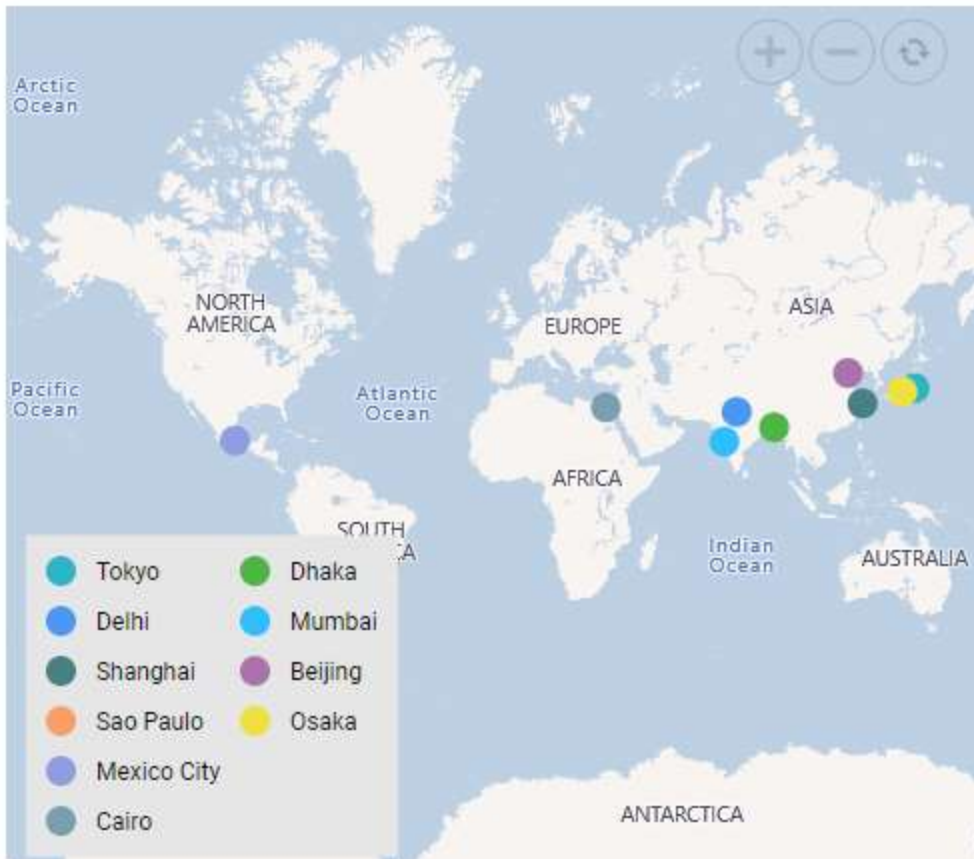 Arctic
Ocean
NORTH
AMERICA
EUROPE
ASIA
Pacific
Ocean
Atlantic
Ocean
AFRICA
SOUTH
CA
Indian
Ocean
AUSTRALIA
Tokyo
Dhaka
Delhi
Mumbai
Shanghai
Beijing
Sao Paulo
Osaka
Mexico City
Cairo
ANTARCTICA